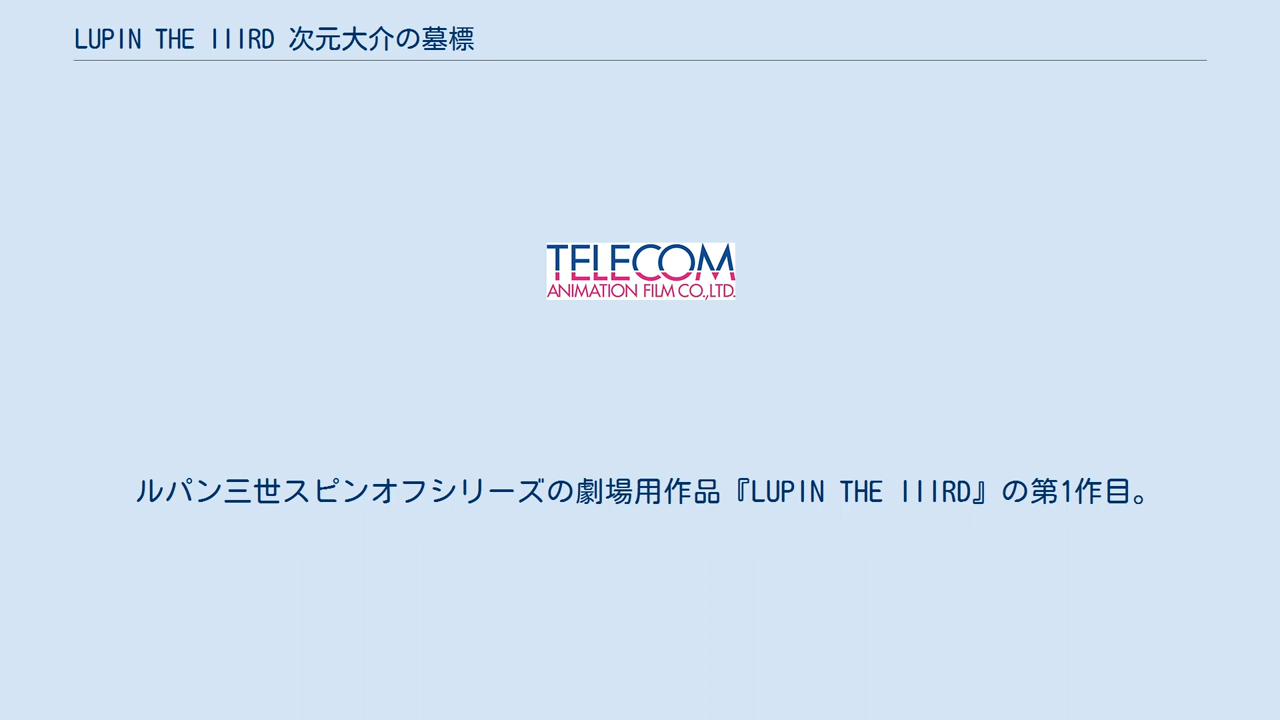 LUPIN THE IIIRD 次元大介の墓標
TELECOM
ANIMATION FILM CO.,LTD.
ルパン三世スピンオフシリーズの劇場用作品『LUPIN THE IIIRD』の第1作目。